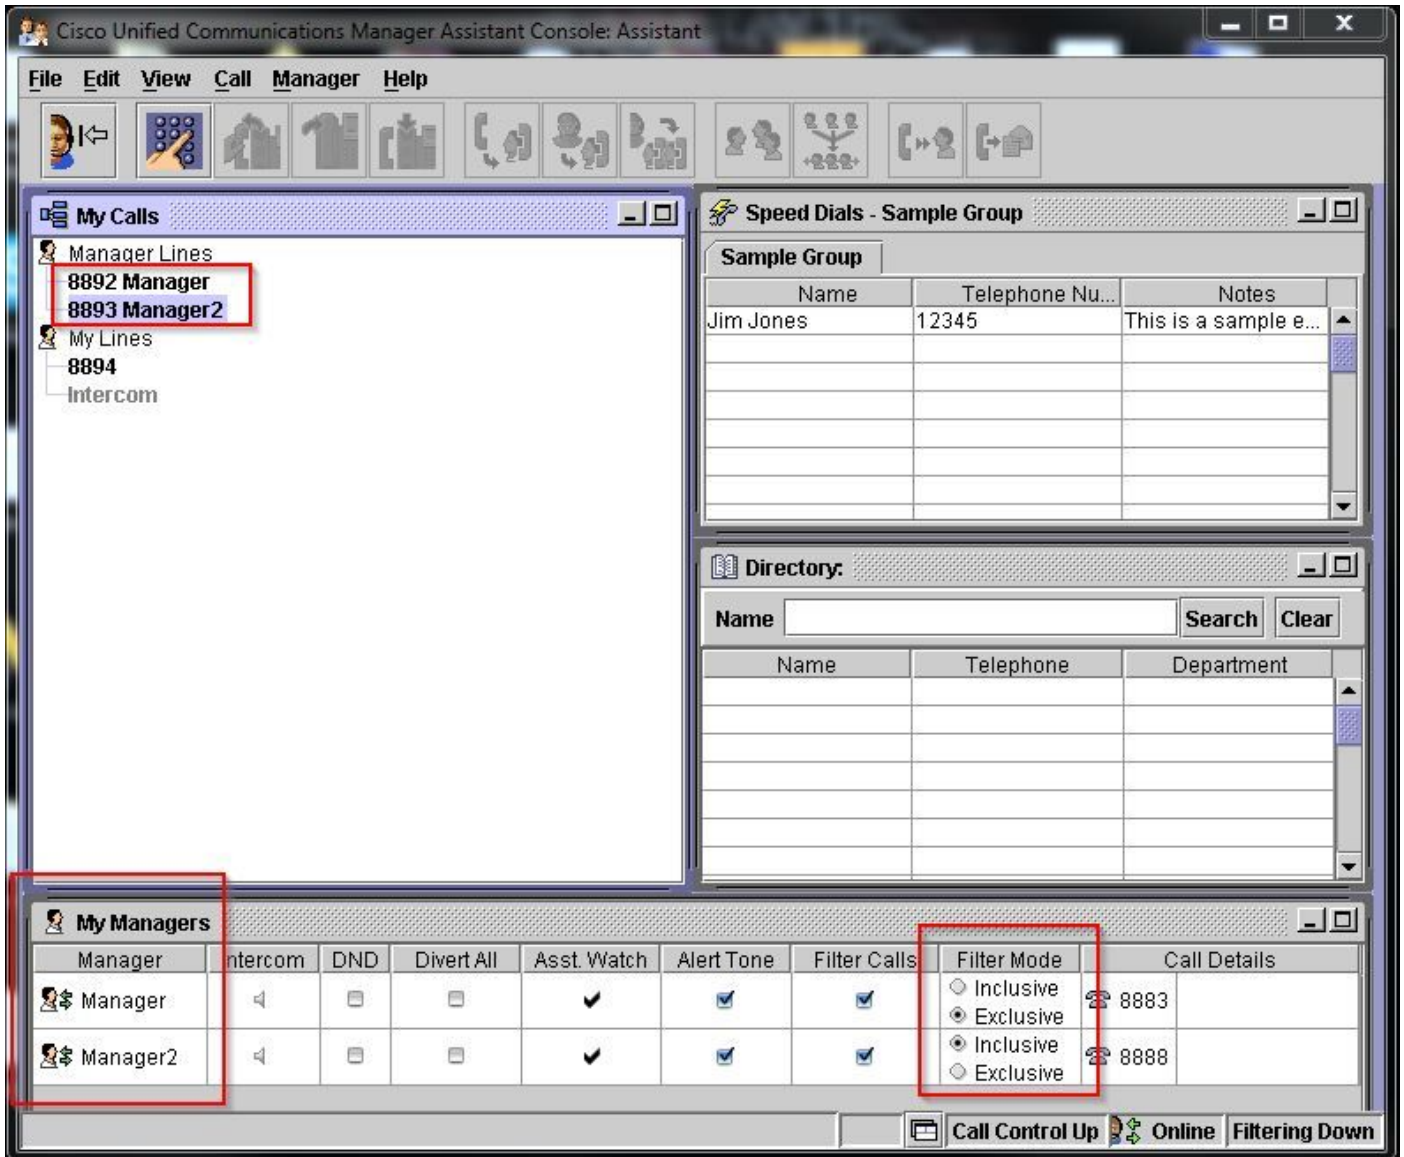 Cisco Unified Communications Manager Assistant Console: Assistant
File Edit View Call Manager Help
My Calls
Manager Lines
8892 Manager
8893 Manager2
My Lines
8894
Intercom
Speed Dials - Sample Group
Sample Group
Name Telephone Nu... Notes
Jim Jones 12345 This is a sample e...
Directory:
Name Search Clear
Name Telephone Department
My Managers
Manager ntercom DND Divert All Asst. Watch Alert Tone Filter Calls Filter Mode Call Details
Manager Inclusive Exclusive 8883
Manager2 Inclusive Exclusive 8888
Call Control Up Online Filtering Down